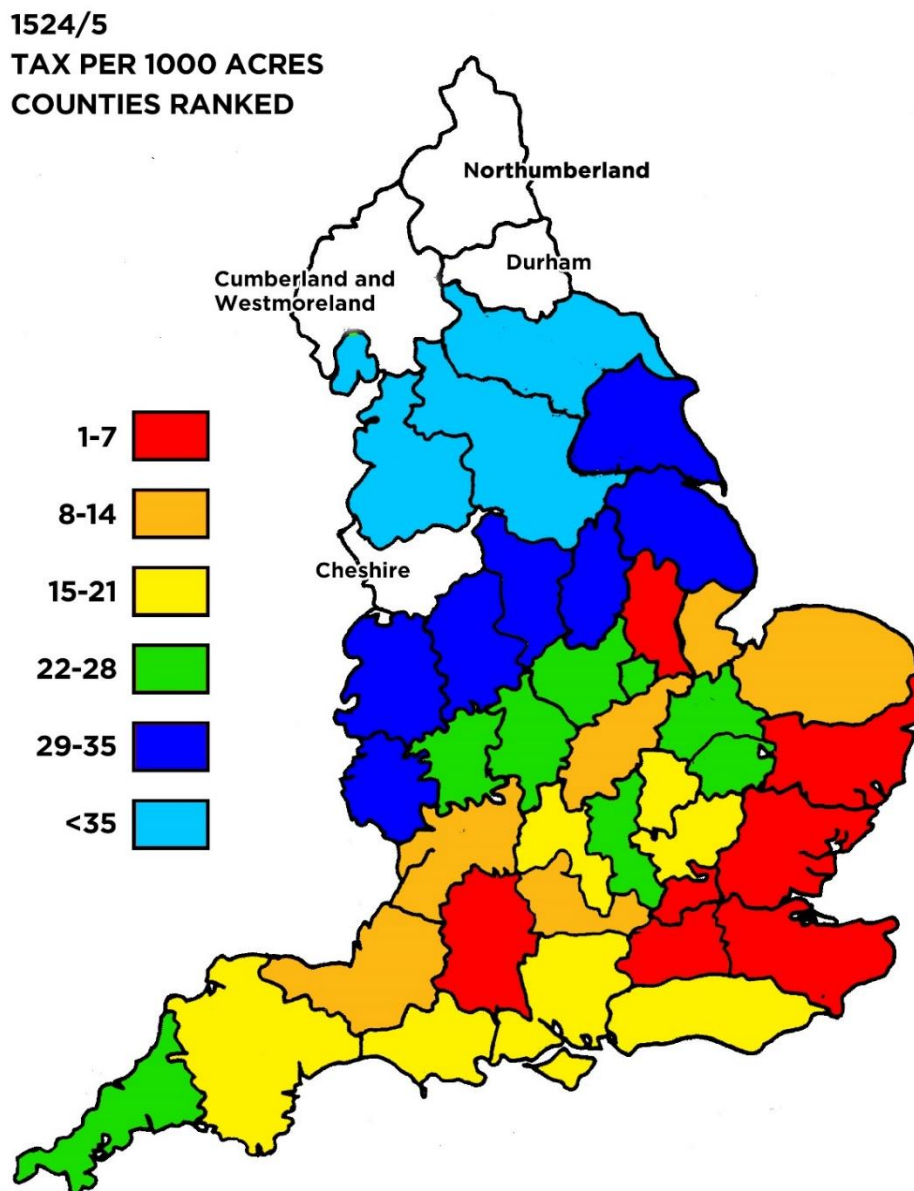 1524/5
TAX PER 1000 ACRES
COUNTIES RANKED
Northumberland
Durham
Cumberland and
Westmoreland
Cheshire
1-7
8-14
15-21
22-28
29-35
<35